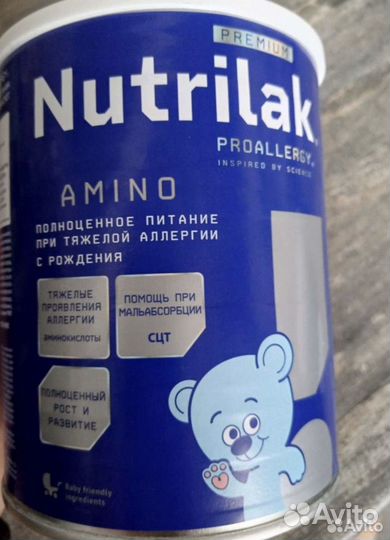 PREMIUM
Nutrilak
PROALLERGY
INSPIRED BY SCIENCE
AMINO
ПОЛНОЦЕННОЕ ПИТАНИЕ
ПРИ ТЯЖЕЛОЙ АЛЛЕРГИИ
С РОЖДЕНИЯ
ТЯЖЕЛЫЕ
ПРОЯВЛЕНИЯ
АЛЛЕРГИИ
аминокислоты
ПОМОЩЬ ПРИ
МАЛЬАБСОРБЦИИ
СЦТ
ПОЛНОЦЕННЫЙ
РОСТ И
РАЗВИТИЕ
Baby friendly
ingredients
Avito
Avito